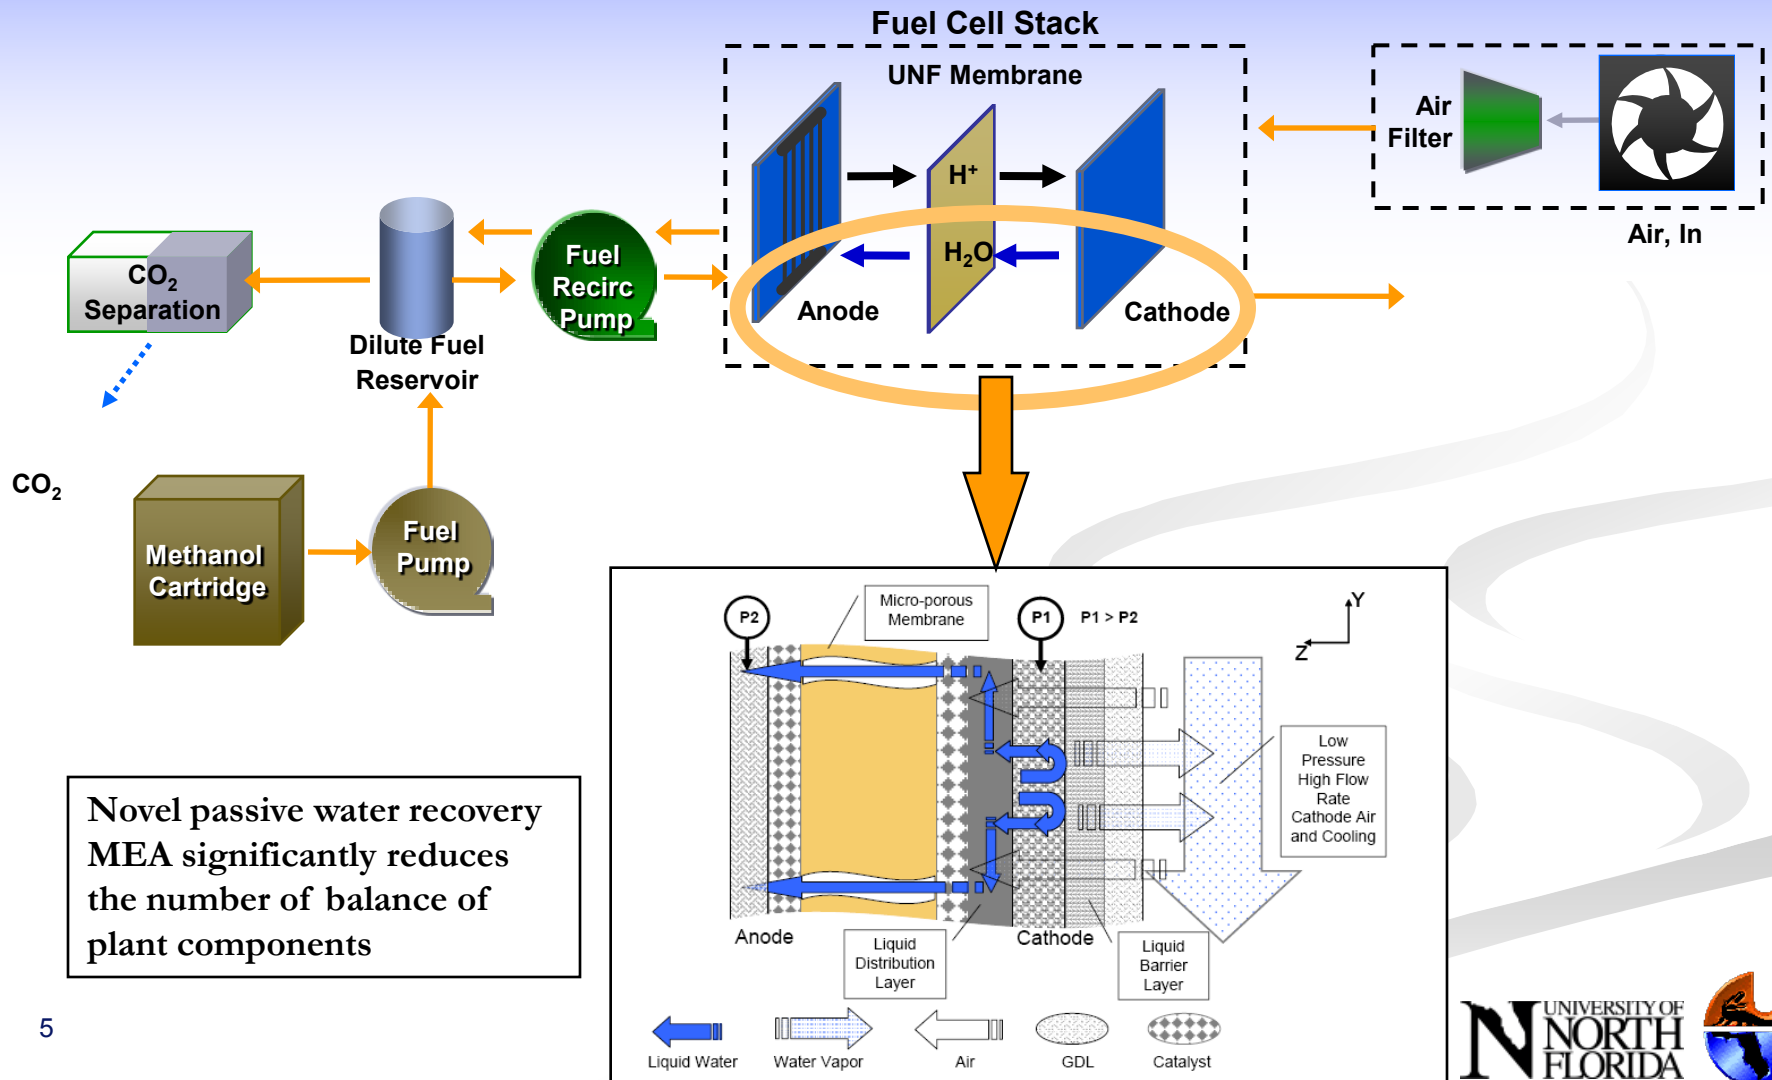 Fuel Cell Stack
UNF Membrane
Air
Filter
Air, In
H+
H2O
Anode
Cathode
Fuel
Recirc
Pump
CO2
Separation
Dilute Fuel
Reservoir
CO2
Methanol
Cartridge
Fuel
Pump
P2
Micro-porous
Membrane
P1
P1 > P2
Y
Z
Low
Pressure
High Flow
Rate
Cathode Air
and Cooling
Anode
Cathode
Liquid
Distribution
Layer
Liquid
Barrier
Layer
Liquid Water
Water Vapor
Air
GDL
Catalyst
Novel passive water recovery
MEA significantly reduces
the number of balance of
plant components
5
N
UNIVERSITY OF
NORTH
FLORIDA